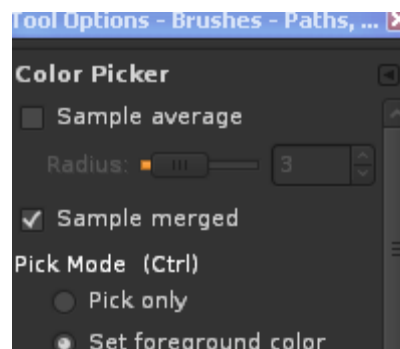 Tool Options - Brushes - Paths, ...
Color Picker
Sample average
Radius: 3
Sample merged
Pick Mode (Ctrl)
Pick only
Set foreground color